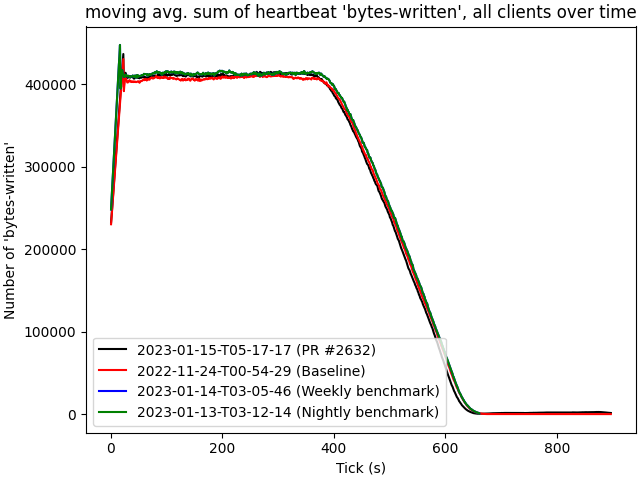 moving avg. sum of heartbeat 'bytes-written', all clients over time
Number of 'bytes-written'
400000
300000
200000
100000
0
2023-01-15-T05-17-17 (PR #2632)
2022-11-24-T00-54-29 (Baseline)
2023-01-14-T03-05-46 (Weekly benchmark)
2023-01-13-T03-12-14 (Nightly benchmark)
0 200 400 600 800
Tick (s)